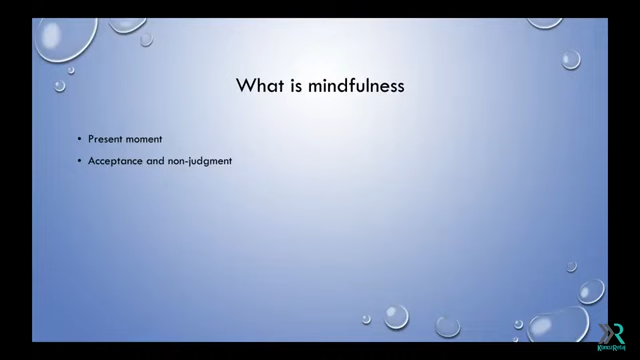 What is mindfulness
• Present moment
• Acceptance and non-judgment